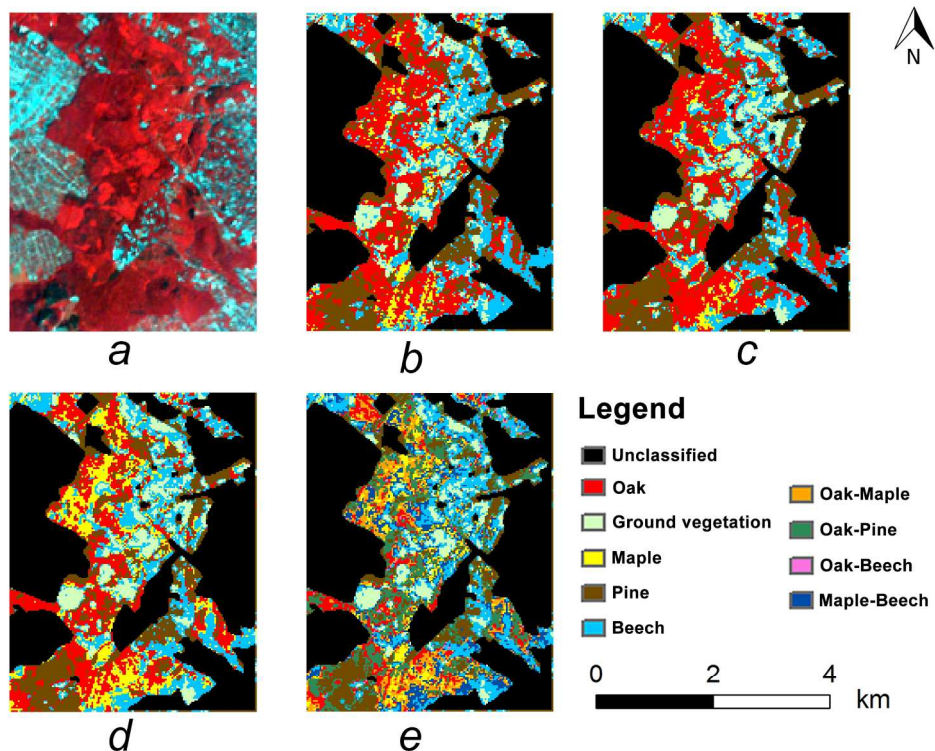 N
a
b
c
d
e
Legend
Unclassified
Oak
Ground vegetation
Maple
Pine
Beech
Oak-Maple
Oak-Pine
Oak-Beech
Maple-Beech
0 2 4
km